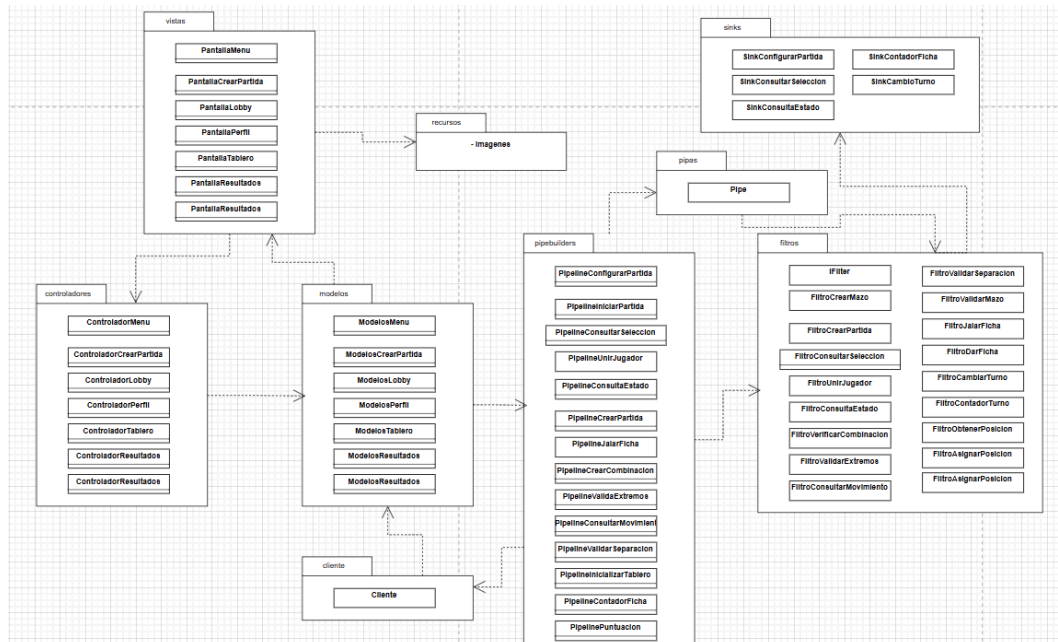 vistas
PantallaMenu
PantallaCrearPartida
PantallaLobby
PantallaPerfil
PantallaTablero
PantallaResultados
PantallaResultados
recursos
- Imagenes
sinks
SinkConfigurarPartida
SinkConsultarSeleccion
SinkConsultaEstado
SinkContadorFicha
SinkCambioTurno
pipas
Pipe
controladores
ControladorMenu
ControladorCrearPartida
ControladorLobby
ControladorPerfil
ControladorTablero
ControladorResultados
ControladorResultados
modelos
ModelosMenu
ModelosCrearPartida
ModelosLobby
ModelosPerfil
ModelosTablero
ModelosResultados
ModelosResultados
cliente
Cliente
pipebuilders
PipelineConfigurarPartida
PipelineIniciarPartida
PipelineConsultarSeleccion
PipelineUnirJugador
PipelineConsultaEstado
PipelineCrearPartida
PipelineJalarFicha
PipelineCrearCombinacion
PipelineValidaExtremos
PipelineConsultarMovimient
PipelineValidarSeparacion
PipelineInicializarTablero
PipelineContadorFicha
PipelinePuntuacion
filtros
IFilter
FiltroCrearMazo
FiltroCrearPartida
FiltroConsultarSeleccion
FiltroUnirJugador
FiltroConsultaEstado
FiltroVerificarCombinacion
FiltroValidarExtremos
FiltroConsultarMovimiento
FiltroValidarSeparacion
FiltroValidarMazo
FiltroJalarFicha
FiltroDarFicha
FiltroCambiarTurno
FiltroContadorTurno
FiltroObtenerPosicion
FiltroAsignarPosicion
FiltroAsignarPosicion